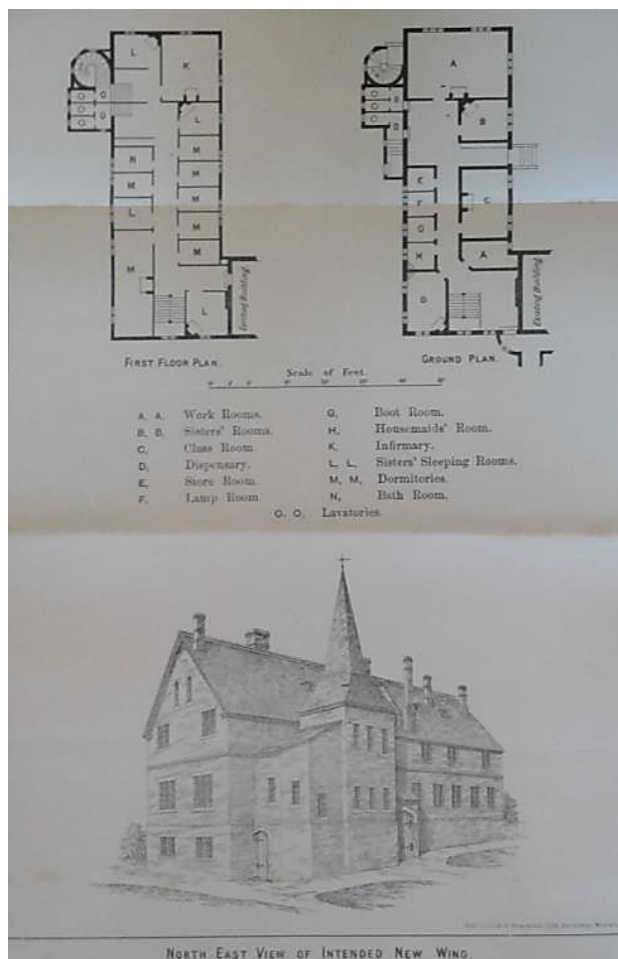 L
K
G
G
L
M
N
M
M
M
L
M
M
M
L
Existing Building
FIRST FLOOR PLAN.
A
B
E
F
C
G
H
A
D
Existing Building
GROUND PLAN.
Scale of Feet.
A, A, Work Rooms.
B, B, Sisters' Rooms.
C, Class Room
D, Dispensary.
E, Store Room.
F, Lamp Room
G, Boot Room.
H, Housemaids' Room.
K, Infirmary.
L, L, Sisters' Sleeping Rooms.
M, M, Dormitories.
N, Bath Room.
O, O, Lavatories.
NORTH EAST VIEW OF INTENDED NEW WING.